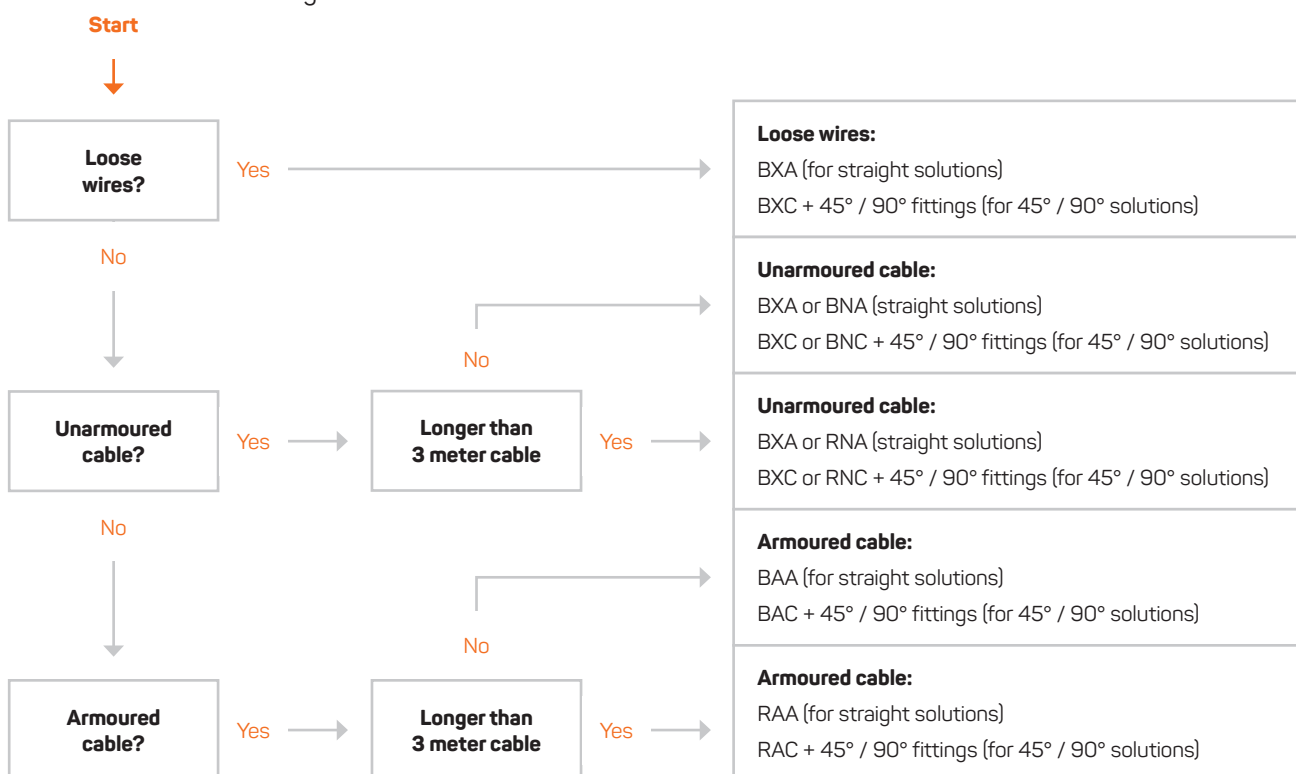 Start
Loose
wires?
Yes
Loose wires:
BXA (for straight solutions)
BXC + 45° / 90° fittings (for 45° / 90° solutions)
No
Unarmoured cable:
BXA or BNA (straight solutions)
BXC or BNC + 45° / 90° fittings (for 45° / 90° solutions)
No
Unarmoured
cable?
Yes
Longer than
3 meter cable
Yes
Unarmoured cable:
BXA or RNA (straight solutions)
BXC or RNC + 45° / 90° fittings (for 45° / 90° solutions)
No
Armoured cable:
BAA (for straight solutions)
BAC + 45° / 90° fittings (for 45° / 90° solutions)
No
Armoured
cable?
Yes
Longer than
3 meter cable
Yes
Armoured cable:
RAA (for straight solutions)
RAC + 45° / 90° fittings (for 45° / 90° solutions)